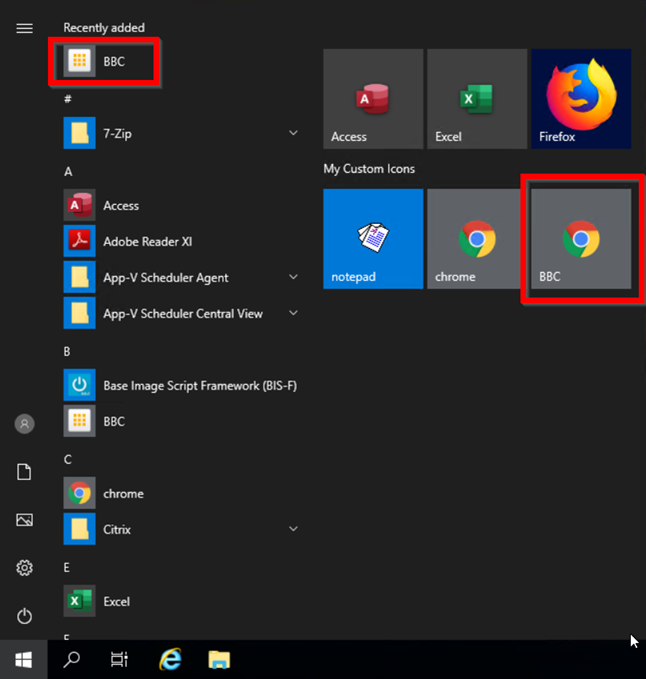 Recently added
BBC
#
7-Zip
A
Access
Adobe Reader XI
App-V Scheduler Agent
App-V Scheduler Central View
B
Base Image Script Framework (BIS-F)
BBC
C
chrome
Citrix
E
Excel
Access
Excel
Firefox
My Custom Icons
notepad
chrome
BBC